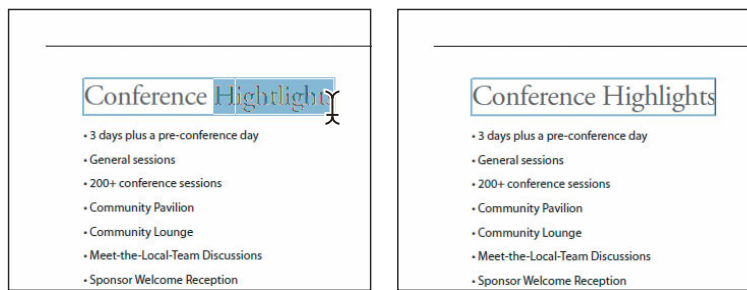 Conference Hightlights
• 3 days plus a pre-conference day
• General sessions
• 200+ conference sessions
• Community Pavilion
• Community Lounge
• Meet-the-Local-Team Discussions
• Sponsor Welcome Reception
Conference Highlights
• 3 days plus a pre-conference day
• General sessions
• 200+ conference sessions
• Community Pavilion
• Community Lounge
• Meet-the-Local-Team Discussions
• Sponsor Welcome Reception